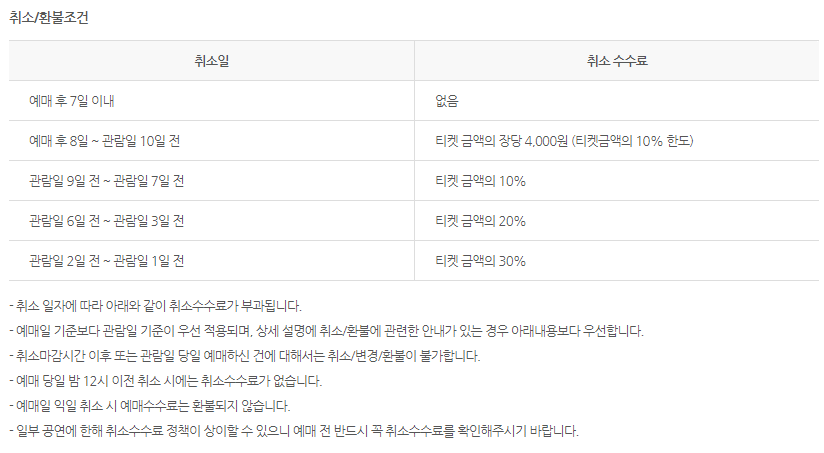 취소/환불조건
취소일 취소 수수료
예매 후 7일 이내 없음
예매 후 8일 ~ 관람일 10일 전 티켓 금액의 장당 4,000원 (티켓금액의 10% 한도)
관람일 9일 전 ~ 관람일 7일 전 티켓 금액의 10%
관람일 6일 전 ~ 관람일 3일 전 티켓 금액의 20%
관람일 2일 전 ~ 관람일 1일 전 티켓 금액의 30%
- 취소 일자에 따라 아래와 같이 취소수수료가 부과됩니다.
- 예매일 기준보다 관람일 기준이 우선 적용되며, 상세 설명에 취소/환불에 관련한 안내가 있는 경우 아래내용보다 우선합니다.
- 취소마감시간 이후 또는 관람일 당일 예매하신 건에 대해서는 취소/변경/환불이 불가합니다.
- 예매 당일 밤 12시 이전 취소 시에는 취소수수료가 없습니다.
- 예매일 익일 취소 시 예매수수료는 환불되지 않습니다.
- 일부 공연에 한해 취소수수료 정책이 상이할 수 있으니 예매 전 반드시 꼭 취소수수료를 확인해주시기 바랍니다.